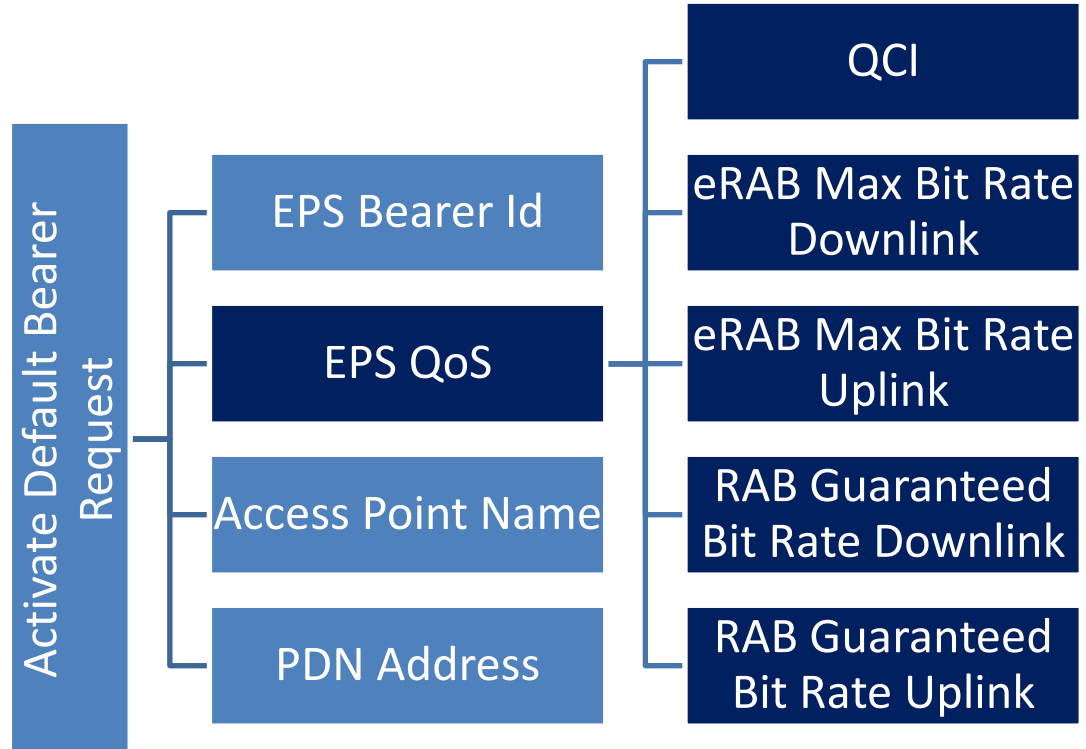 Activate Default Bearer
Request
EPS Bearer Id
EPS QoS
Access Point Name
PDN Address
QCI
eRAB Max Bit Rate
Downlink
eRAB Max Bit Rate
Uplink
RAB Guaranteed
Bit Rate Downlink
RAB Guaranteed
Bit Rate Uplink